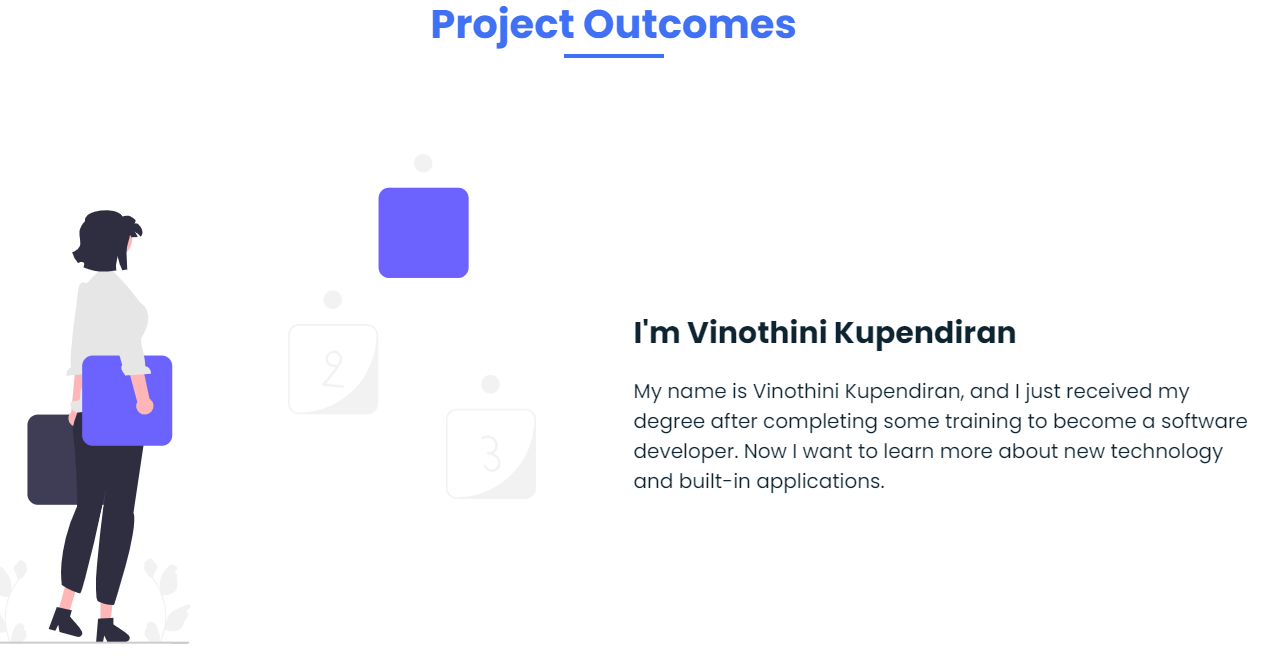 Project Outcomes
2
3
I'm Vinothini Kupendiran
My name is Vinothini Kupendiran, and I just received my
degree after completing some training to become a software
developer. Now I want to learn more about new technology
and built-in applications.